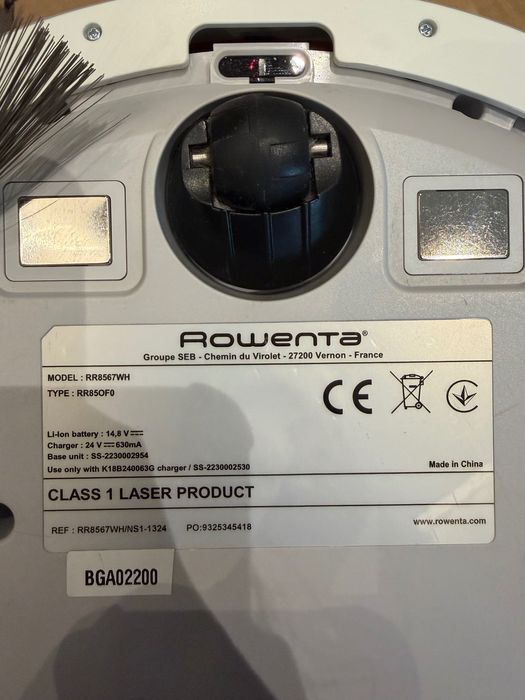 Rowenta®
Groupe SEB - Chemin du Virolet - 27200 Vernon - France
MODEL : RR8567WH
TYPE : RR85OF0
CE
Li-Ion battery : 14,8 V
Charger : 24 V 630mA
Base unit : SS-2230002954
Use only with K18B240063G charger / SS-2230002530
Made in China
CLASS 1 LASER PRODUCT
REF : RR8567WH/NS1-1324 PO:9325345418
www.rowenta.com
BGA02200